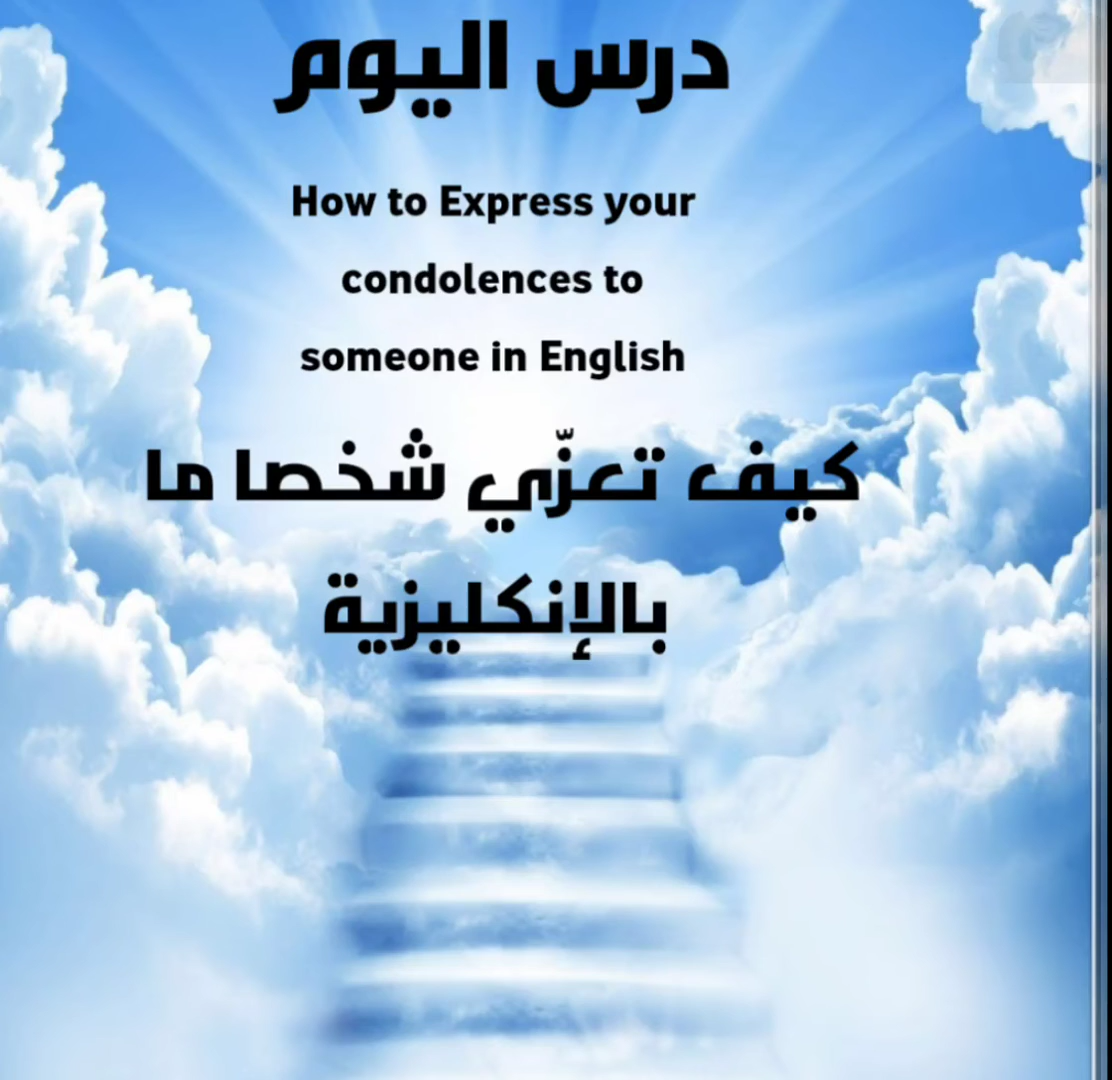 درس اليوم
How to Express your
condolences to
someone in English
كيف تعزّي شخصا ما
بالإنكليزية